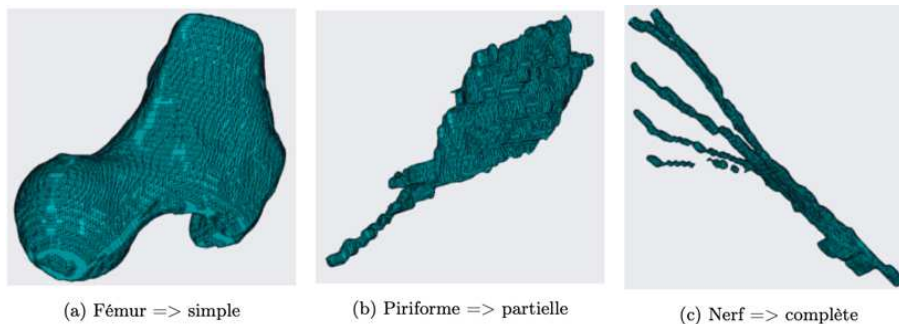 (a) Fémur => simple
(b) Piriforme => partielle
(c) Nerf => complète